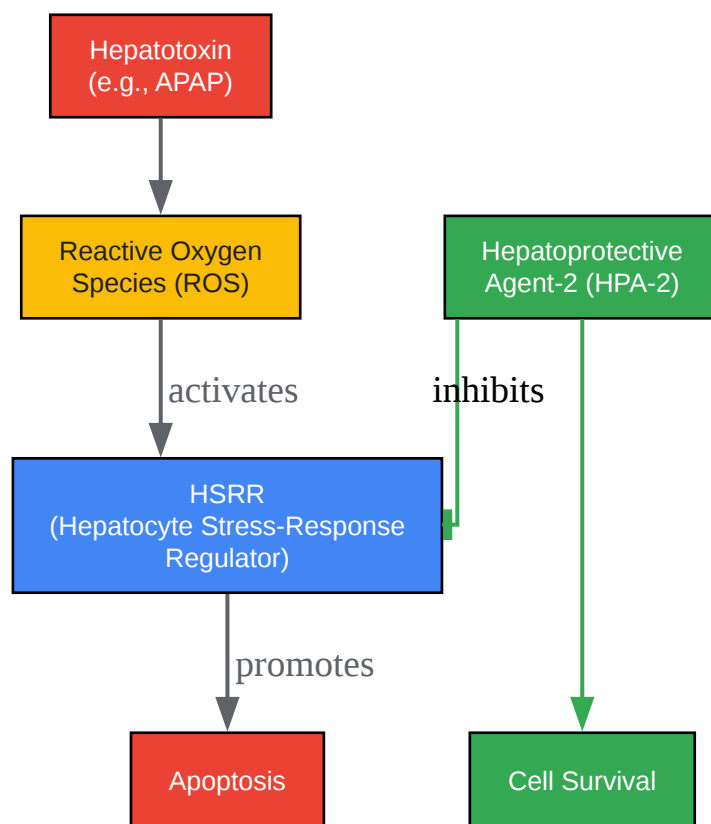 Hepatotoxin
(e.g., APAP)
Reactive Oxygen
Species (ROS)
Hepatoprotective
Agent-2 (HPA-2)
activates
inhibits
HSRR
(Hepatocyte Stress-Response
Regulator)
promotes
Apoptosis
Cell Survival